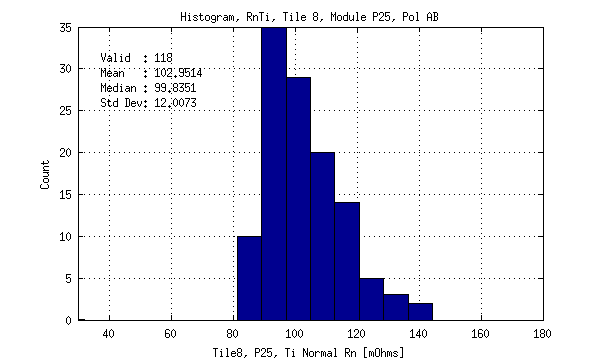 Histogram, RnTi, Tile 8, Module P25, Pol AB
35
30
25
20
15
10
5
0
Count
Valid : 118
Mean : 102.9514
Median : 99.8351
Std Dev: 12.0073
40 60 80 100 120 140 160 180
Tile8, P25, Ti Normal Rn [mOhms]